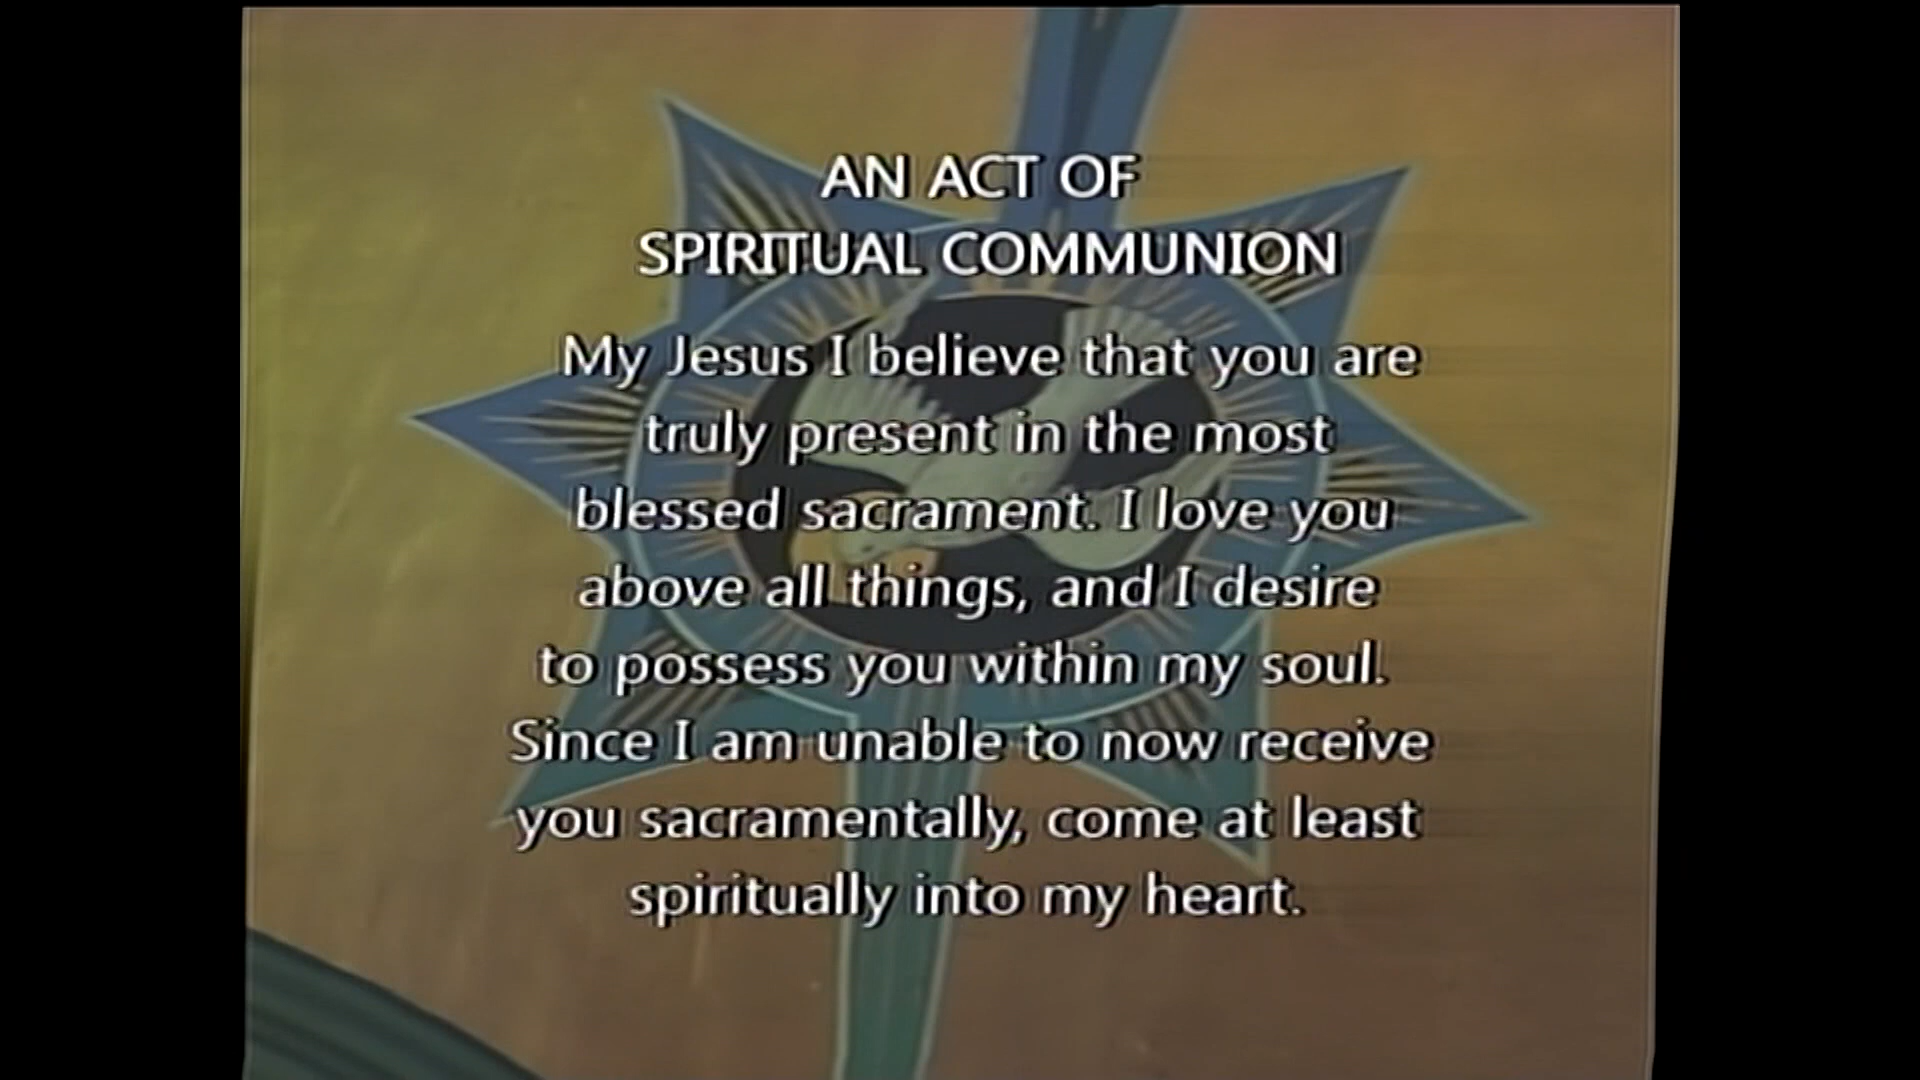 AN ACT OF
SPIRITUAL COMMUNION
My Jesus I believe that you are
truly present in the most
blessed sacrament. I love you
above all things, and I desire
to possess you within my soul.
Since I am unable to now receive
you sacramentally, come at least
spiritually into my heart.